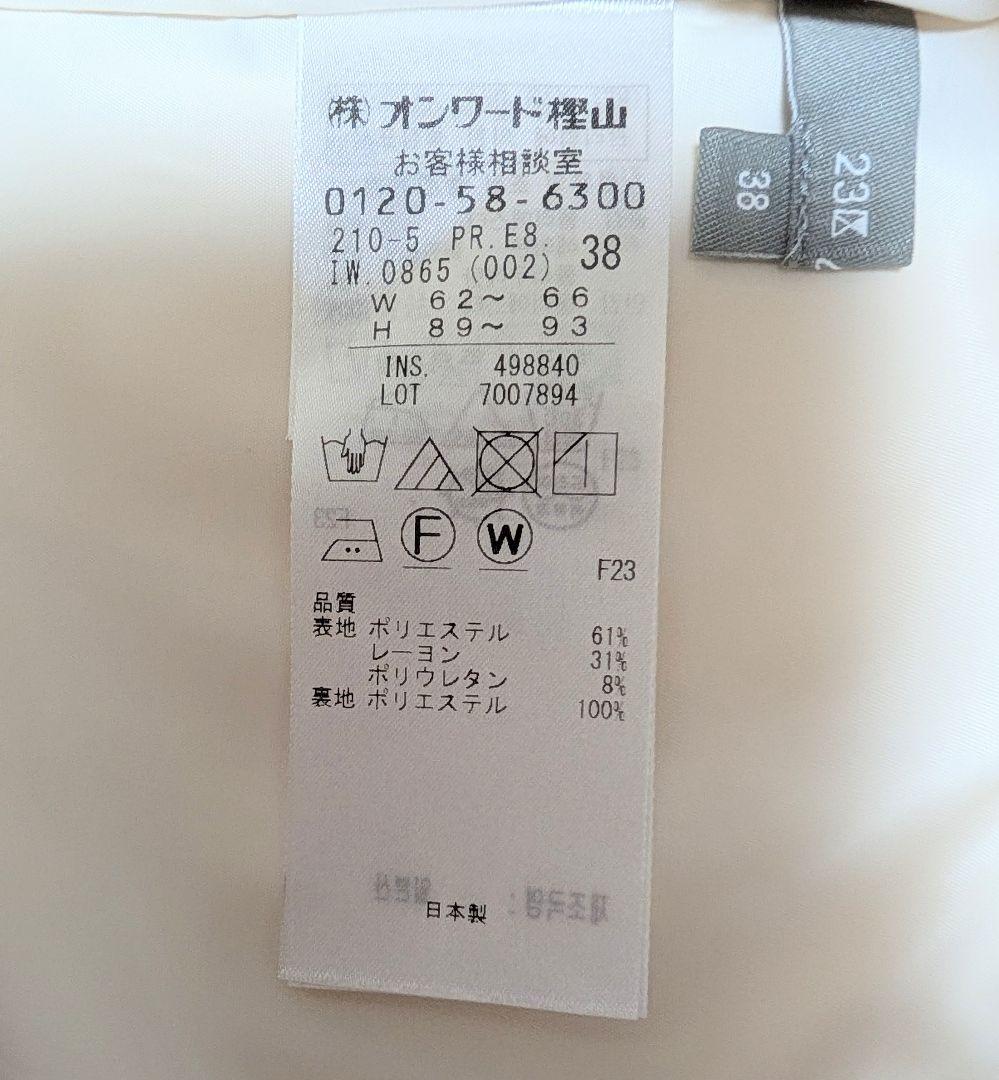 ㈱オンワード樫山
お客様相談室
0120-58-6300
210-5 PR.E8.
IW.0865 (002) 38
W 62〜 66
H 89〜 93
INS. 498840
LOT 7007894
F
W
F23
品質
表地 ポリエステル 61%
レーヨン 31%
ポリウレタン 8%
裏地 ポリエステル 100%
日本製
38
23区